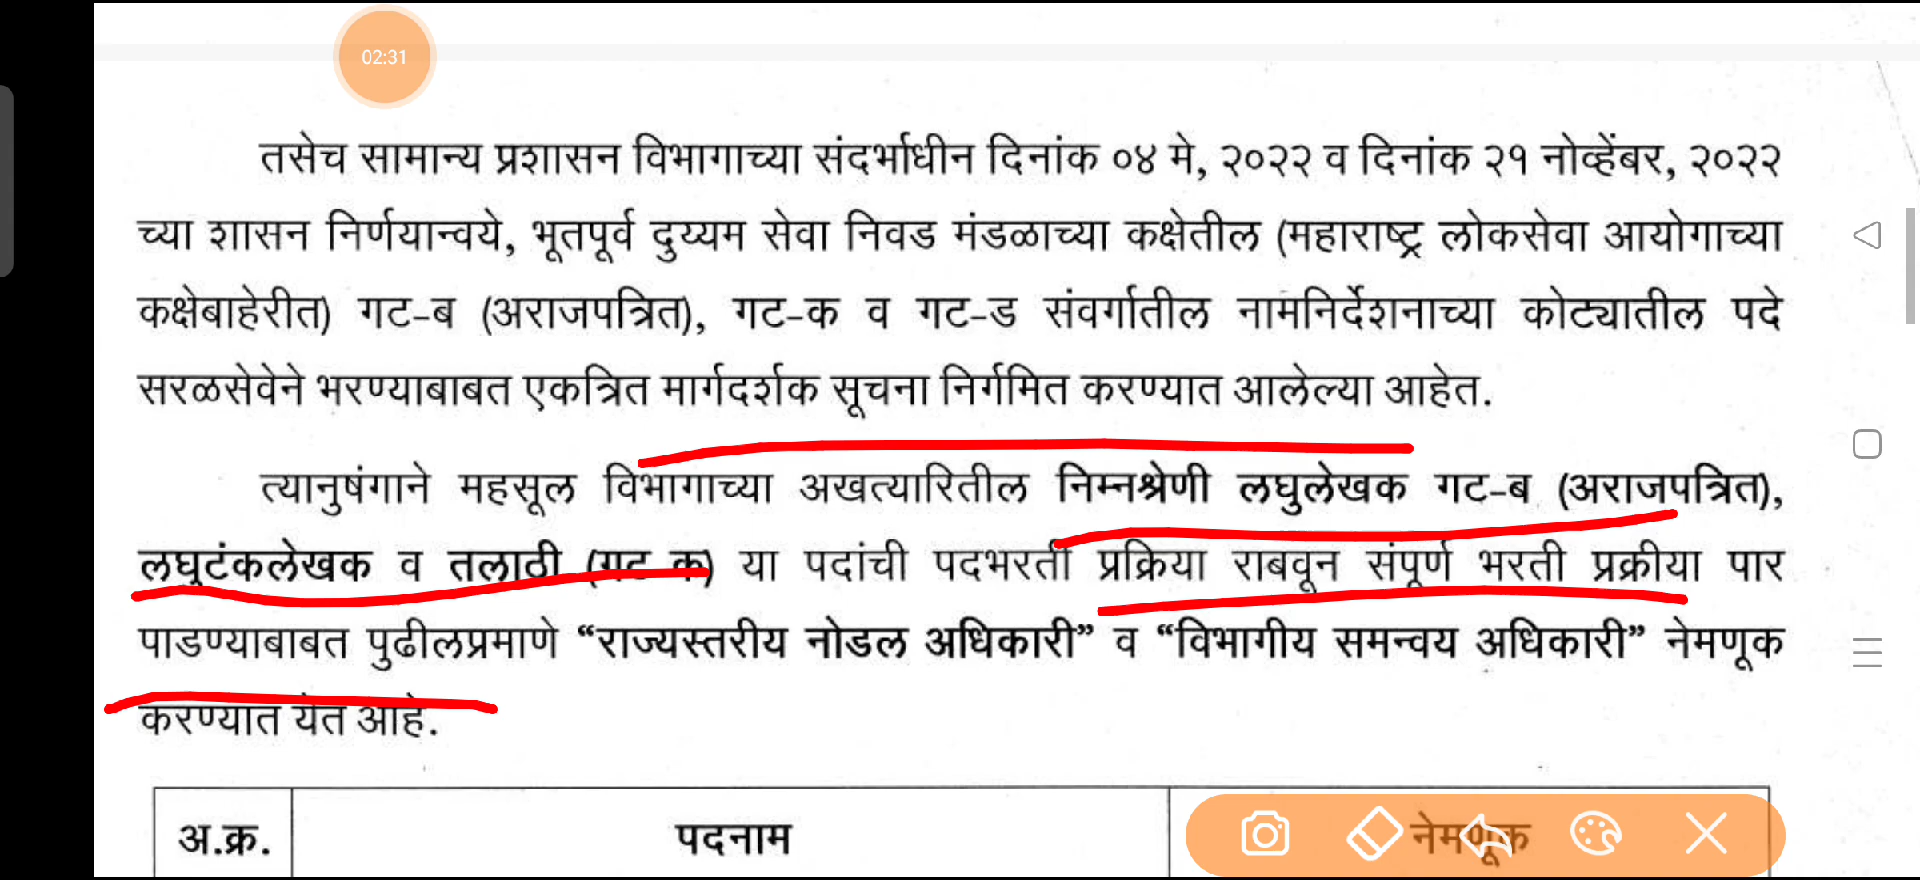 02:31
तसेच सामान्य प्रशासन विभागाच्या संदर्भाधीन दिनांक ०४ मे, २०२२ व दिनांक २१ नोव्हेंबर, २०२२
च्या शासन निर्णयान्वये, भूतपूर्व दुय्यम सेवा निवड मंडळाच्या कक्षेतील (महाराष्ट्र लोकसेवा आयोगाच्या
कक्षेबाहेरीत) गट-ब (अराजपत्रित), गट-क व गट-ड संवर्गातील नामनिर्देशनाच्या कोट्यातील पदे
सरळसेवेने भरण्याबाबत एकत्रित मार्गदर्शक सूचना निर्गमित करण्यात आलेल्या आहेत.
त्यानुषंगाने महसूल विभागाच्या अखत्यारितील निम्नश्रेणी लघुलेखक गट-ब (अराजपत्रित),
लघुटंकलेखक व तलाठी (गट क) या पदांची पदभरती प्रक्रिया राबवून संपूर्ण भरती प्रक्रीया पार
पाडण्याबाबत पुढीलप्रमाणे “राज्यस्तरीय नोडल अधिकारी” व “विभागीय समन्वय अधिकारी” नेमणूक
करण्यात येत आहे.
अ.क्र. पदनाम नेमणूक